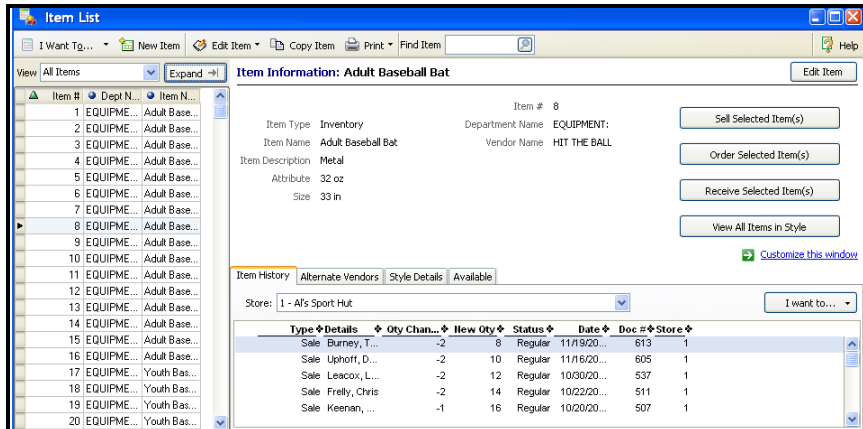 Item List
I Want To... New Item Edit Item Copy Item Print Find Item Help
View All Items Expand
Item Information: Adult Baseball Bat Edit Item
Item # Dept N... Item N...
1 EQUIPME... Adult Base...
2 EQUIPME... Adult Base...
3 EQUIPME... Adult Base...
4 EQUIPME... Adult Base...
5 EQUIPME... Adult Base...
6 EQUIPME... Adult Base...
7 EQUIPME... Adult Base...
8 EQUIPME... Adult Base...
9 EQUIPME... Adult Base...
10 EQUIPME... Adult Base...
11 EQUIPME... Adult Base...
12 EQUIPME... Adult Base...
13 EQUIPME... Adult Base...
14 EQUIPME... Adult Base...
15 EQUIPME... Adult Base...
16 EQUIPME... Adult Base...
17 EQUIPME... Youth Bas...
18 EQUIPME... Youth Bas...
19 EQUIPME... Youth Bas...
20 EQUIPME... Youth Bas...
Item # 8
Item Type Inventory Department Name EQUIPMENT:
Item Name Adult Baseball Bat Vendor Name HIT THE BALL
Item Description Metal
Attribute 32 oz
Size 33 in
Sell Selected Item(s)
Order Selected Item(s)
Receive Selected Item(s)
View All Items in Style
Customize this window
Item History Alternate Vendors Style Details Available
Store: 1 - Al's Sport Hut I want to...
Type Details Qty Chan... New Qty Status Date Doc # Store
Sale Burney, T... -2 8 Regular 11/19/20... 613 1
Sale Uphoff, D... -2 10 Regular 11/16/20... 605 1
Sale Leacox, L... -2 12 Regular 10/30/20... 537 1
Sale Frelly, Chris -2 14 Regular 10/22/20... 511 1
Sale Keenan, ... -1 16 Regular 10/20/20... 507 1